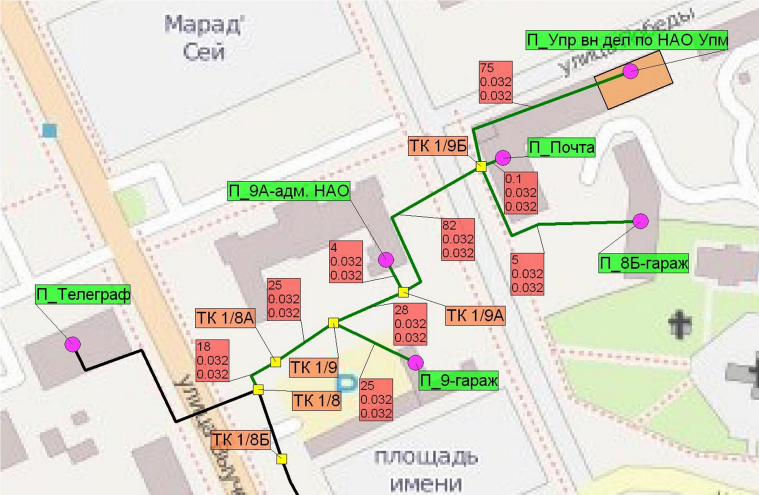 Марад'
Сей
улица Победы
П_Упр вн дел по НАО Упм
75
0.032
0.032
ТК 1/9Б
П_Почта
П_9А-адм. НАО
0.1
0.032
0.032
82
0.032
0.032
4
0.032
0.032
5
0.032
0.032
П_8Б-гараж
П_Телеграф
25
0.032
0.032
ТК 1/8А
28
0.032
0.032
ТК 1/9А
18
0.032
0.032
ТК 1/9
25
0.032
0.032
П_9-гараж
ТК 1/8
улица
ТК 1/8Б
площадь
имени